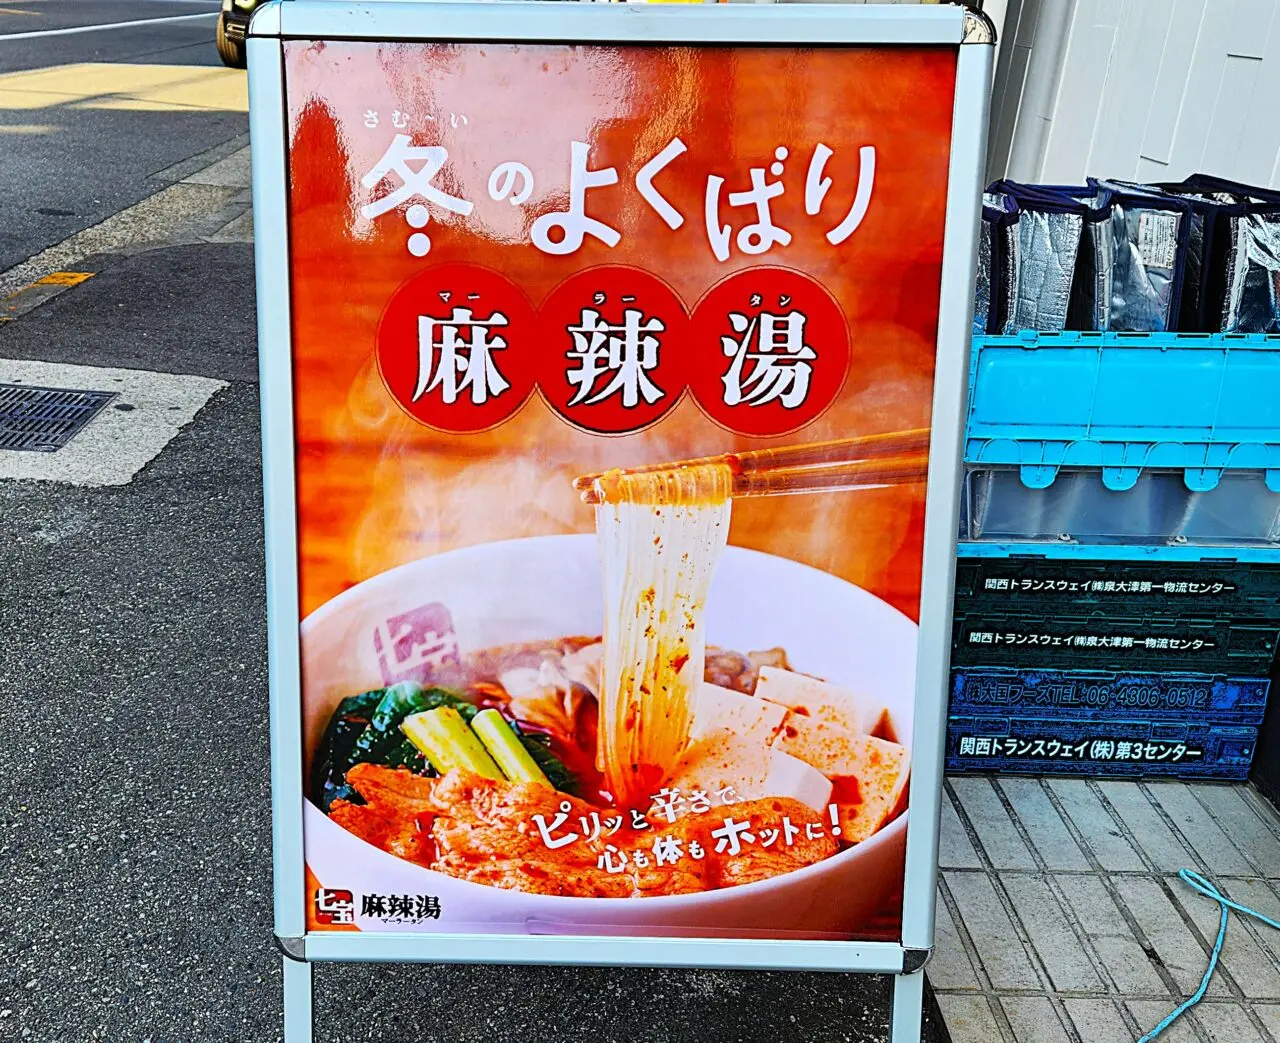 さむ～い
冬のよくばり
マー ラー タン
麻辣湯
七宝
ピリッと辛さで、
心も体もホットに!
七宝 麻辣湯
マーラータン
関西トランスウェイ㈱泉大津第一物流センター
関西トランスウェイ㈱泉大津第一物流センター
㈱大国フーズTEL:06-4306-0512
関西トランスウェイ(株)第3センター